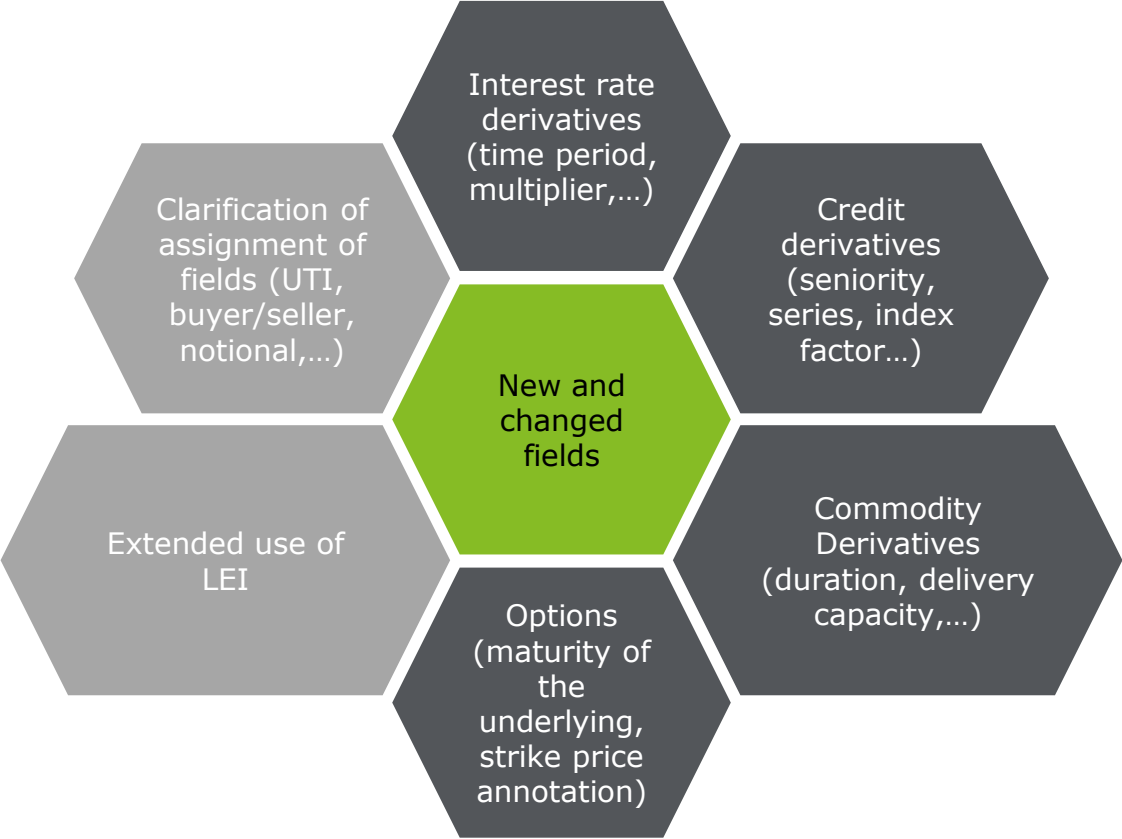 Interest rate
derivatives
(time period,
multiplier,…)
Clarification of
assignment of
fields (UTI,
buyer/seller,
notional,…)
Credit
derivatives
(seniority,
series, index
factor…)
New and
changed
fields
Extended use of
LEI
Commodity
Derivatives
(duration, delivery
capacity,…)
Options
(maturity of
the
underlying,
strike price
annotation)